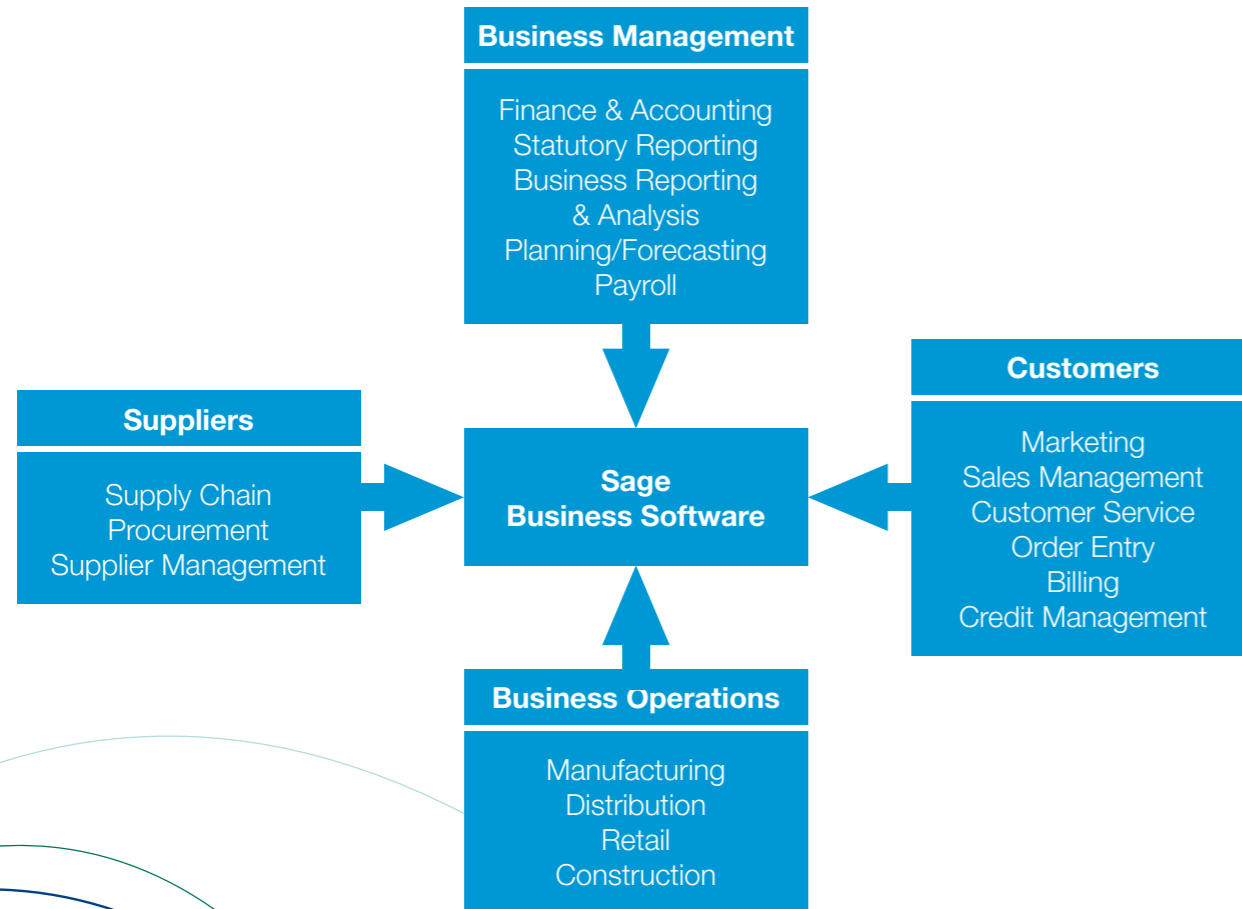 Business Management
Finance & Accounting
Statutory Reporting
Business Reporting
& Analysis
Planning/Forecasting
Payroll
Suppliers
Supply Chain
Procurement
Supplier Management
Sage
Business Software
Customers
Marketing
Sales Management
Customer Service
Order Entry
Billing
Credit Management
Business Operations
Manufacturing
Distribution
Retail
Construction